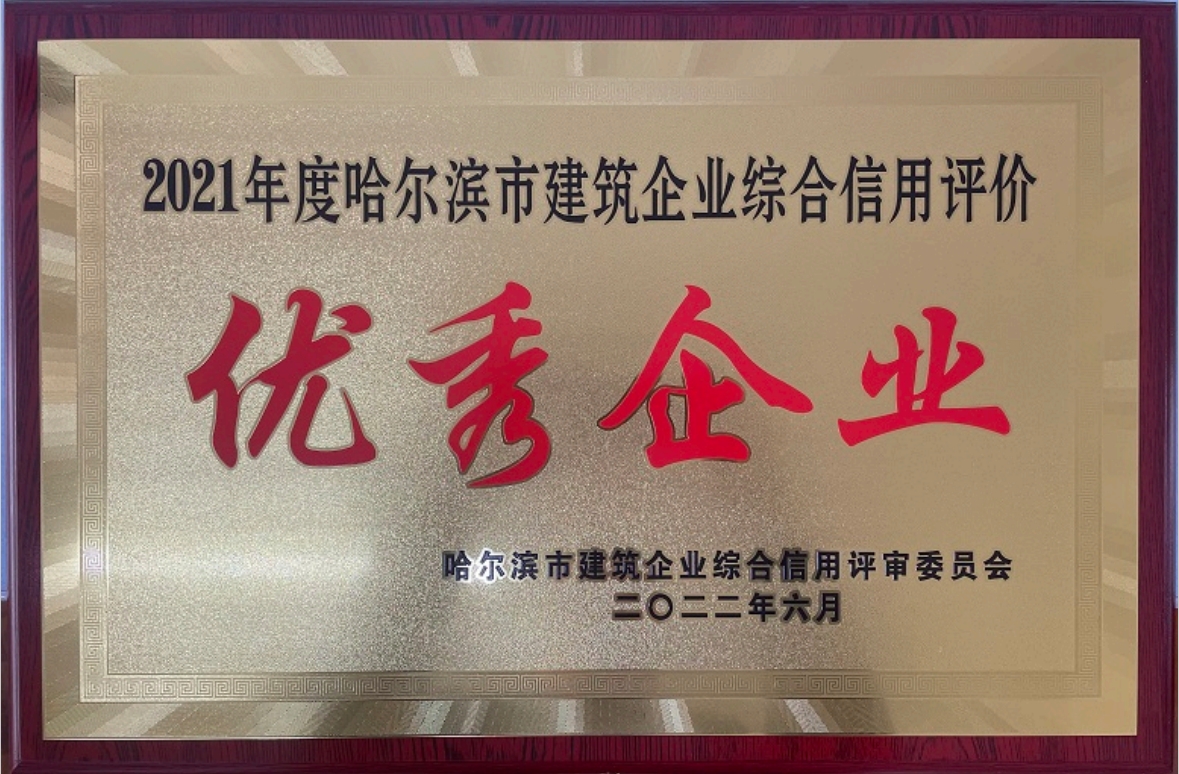 2021年度哈尔滨市建筑企业综合信用评价
优秀企业
哈尔滨市建筑企业综合信用评审委员会
二〇二二年六月